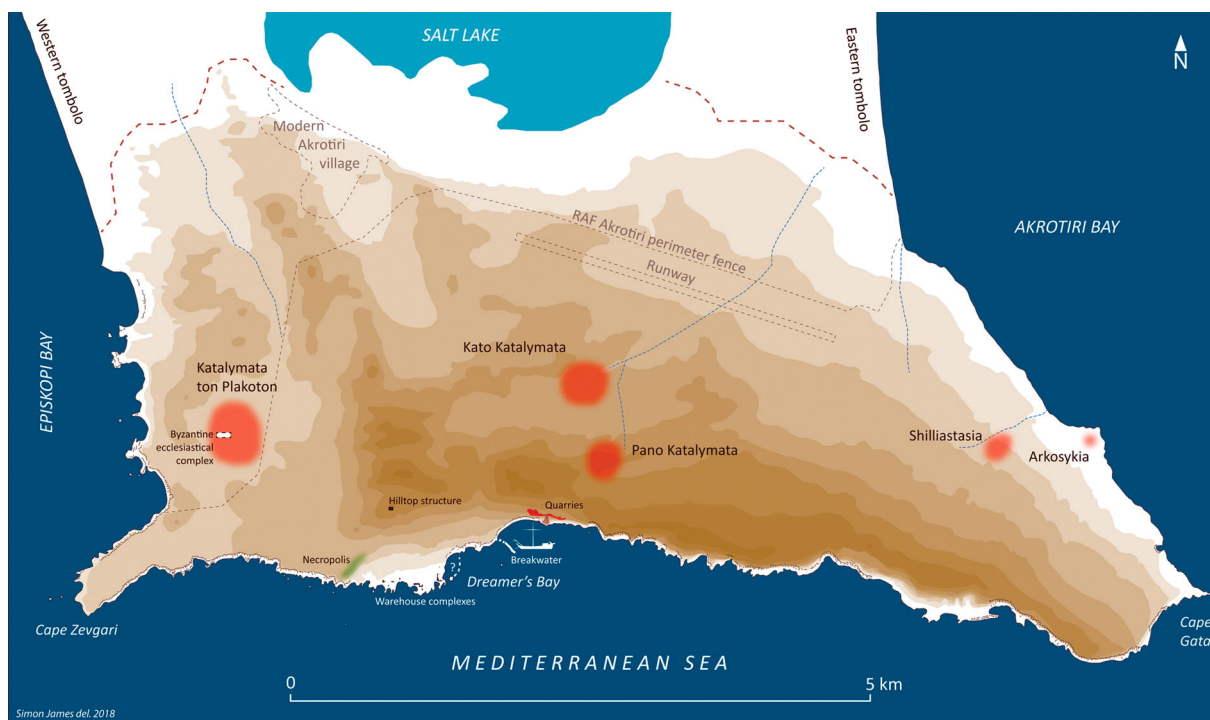 SALT LAKE
N
Western tombolo
Eastern tombolo
Modern
Akrotiri
village
RAF Akrotiri perimeter fence
Runway
AKROTIRI BAY
EPISKOPI BAY
Kato Katalymata
Katalymata
ton Plakoton
Byzantine
ecclesiastical
complex
Pano Katalymata
Shilliastasia
Arkosykia
Hilltop structure
Quarries
Necropolis
?
Breakwater
Dreamer's Bay
Warehouse complexes
Cape Zevgari
Cape
Gata
MEDITERRANEAN SEA
0
5 km
Simon James del. 2018